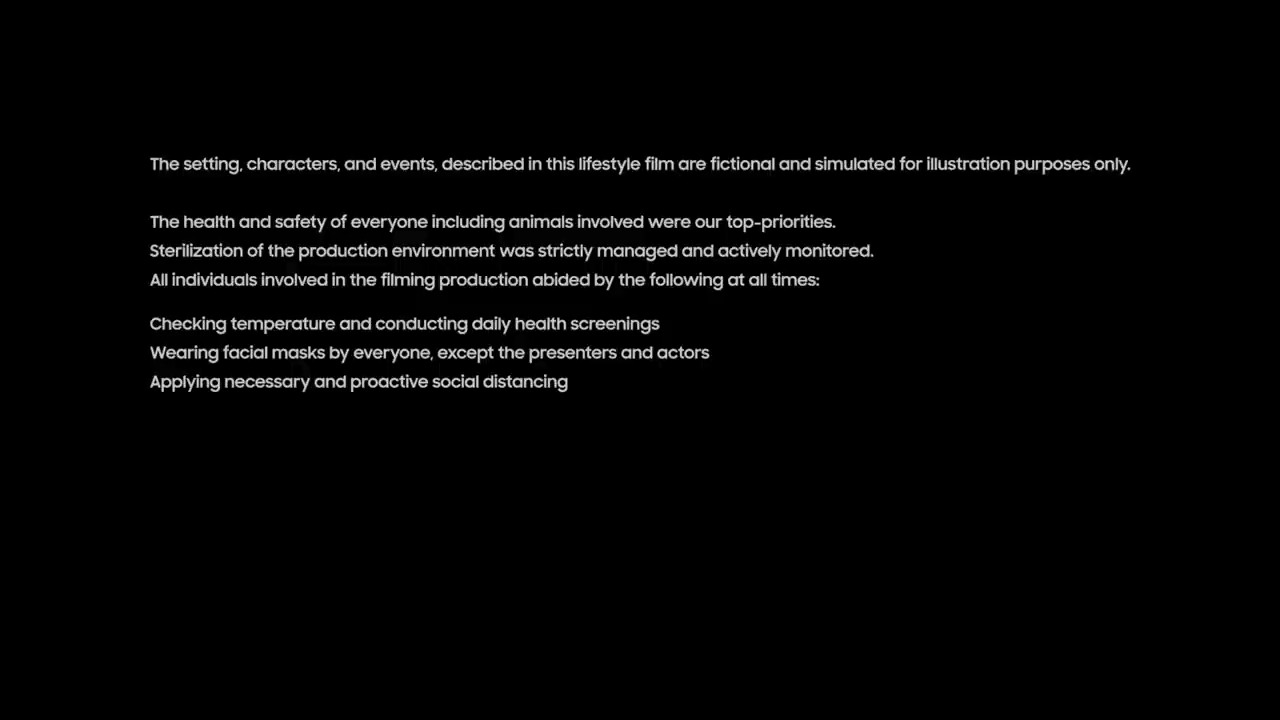 The setting, characters, and events, described in this lifestyle film are fictional and simulated for illustration purposes only.
The health and safety of everyone including animals involved were our top-priorities.
Sterilization of the production environment was strictly managed and actively monitored.
All individuals involved in the filming production abided by the following at all times:
Checking temperature and conducting daily health screenings
Wearing facial masks by everyone, except the presenters and actors
Applying necessary and proactive social distancing